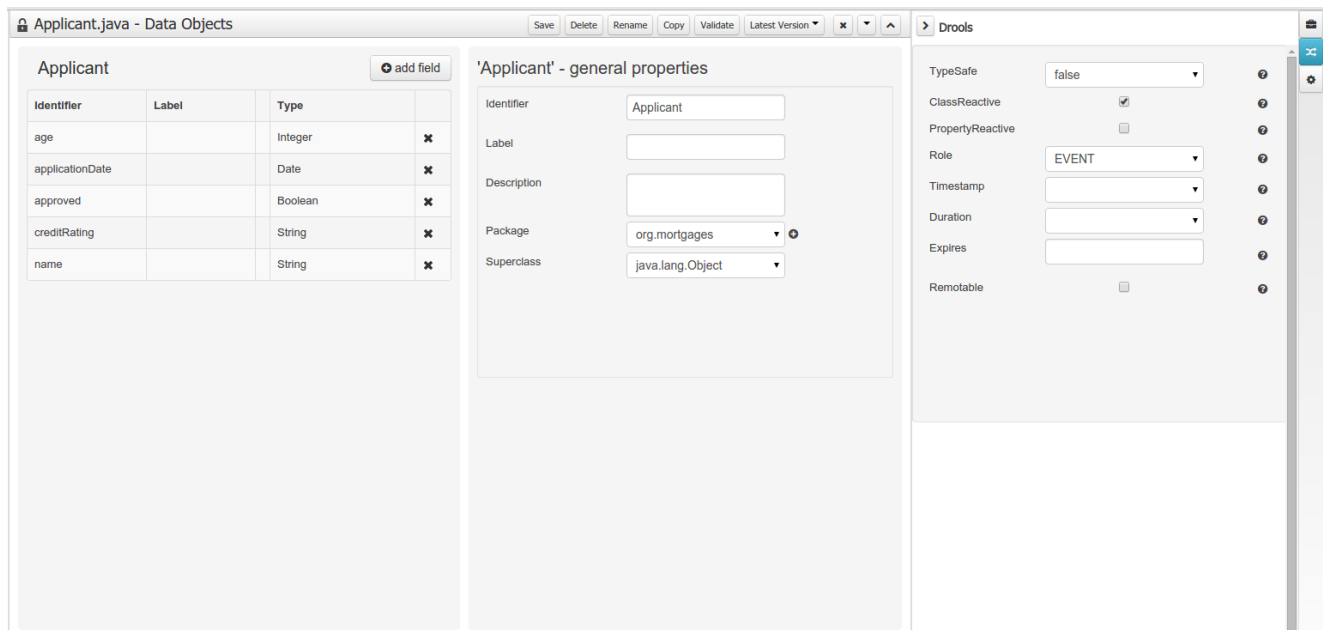 Applicant.java - Data Objects
Save Delete Rename Copy Validate Latest Version
Applicant
add field
Identifier Label Type
age Integer
applicationDate Date
approved Boolean
creditRating String
name String
'Applicant' - general properties
Identifier Applicant
Label
Description
Package org.mortgages
Superclass java.lang.Object
Drools
TypeSafe false
ClassReactive
PropertyReactive
Role EVENT
Timestamp
Duration
Expires
Remotable